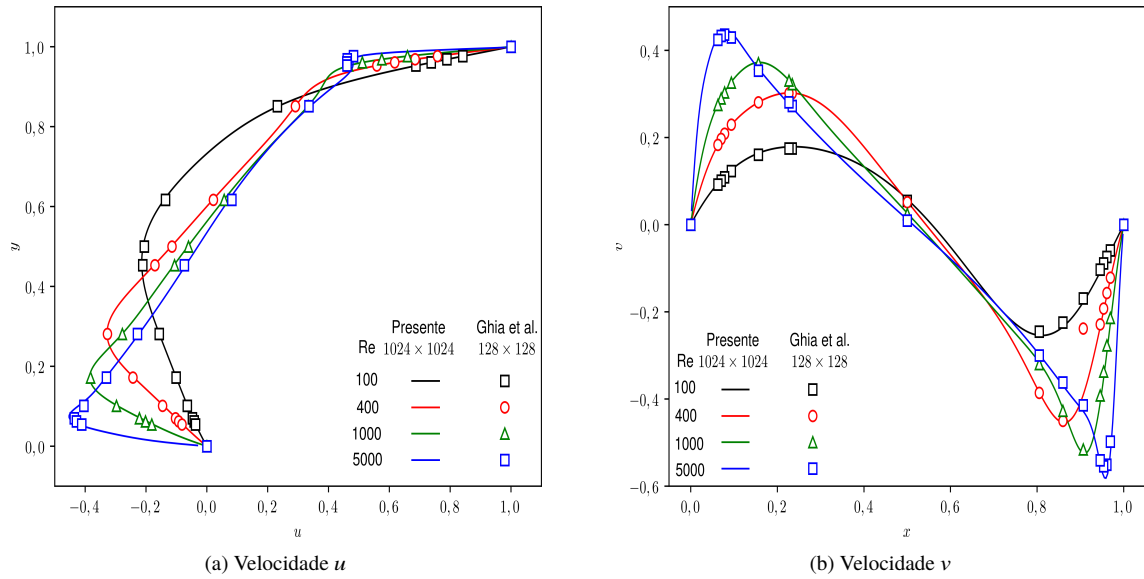 1,0
0,8
0,6
0,4
0,2
0,0
y
−0,4 −0,2 0,0 0,2 0,4 0,6 0,8 1,0
u
Presente Ghia et al.
Re 1024 × 1024 128 × 128
100
400
1000
5000
(a) Velocidade u
0,4
0,2
0,0
−0,2
−0,4
−0,6
v
0,0 0,2 0,4 0,6 0,8 1,0
x
Presente Ghia et al.
Re 1024 × 1024 128 × 128
100
400
1000
5000
(b) Velocidade v